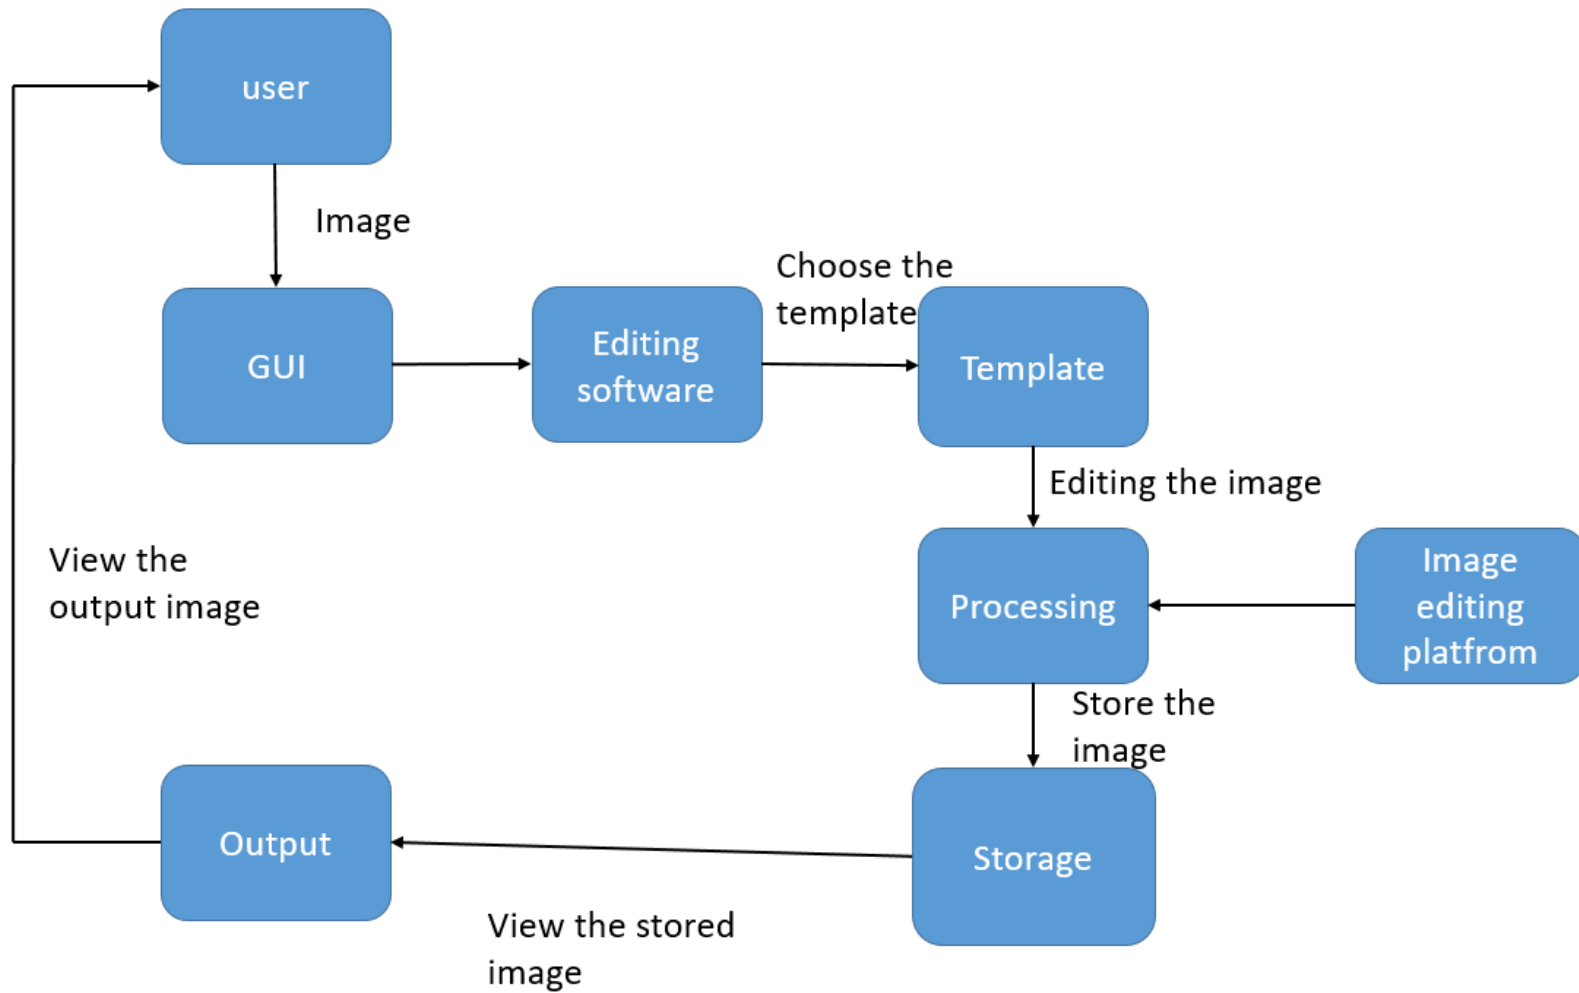 user
Image
Choose the
template
GUI
Editing
software
Template
Editing the image
View the
output image
Processing
Image
editing
platfrom
Store the
image
Output
Storage
View the stored
image